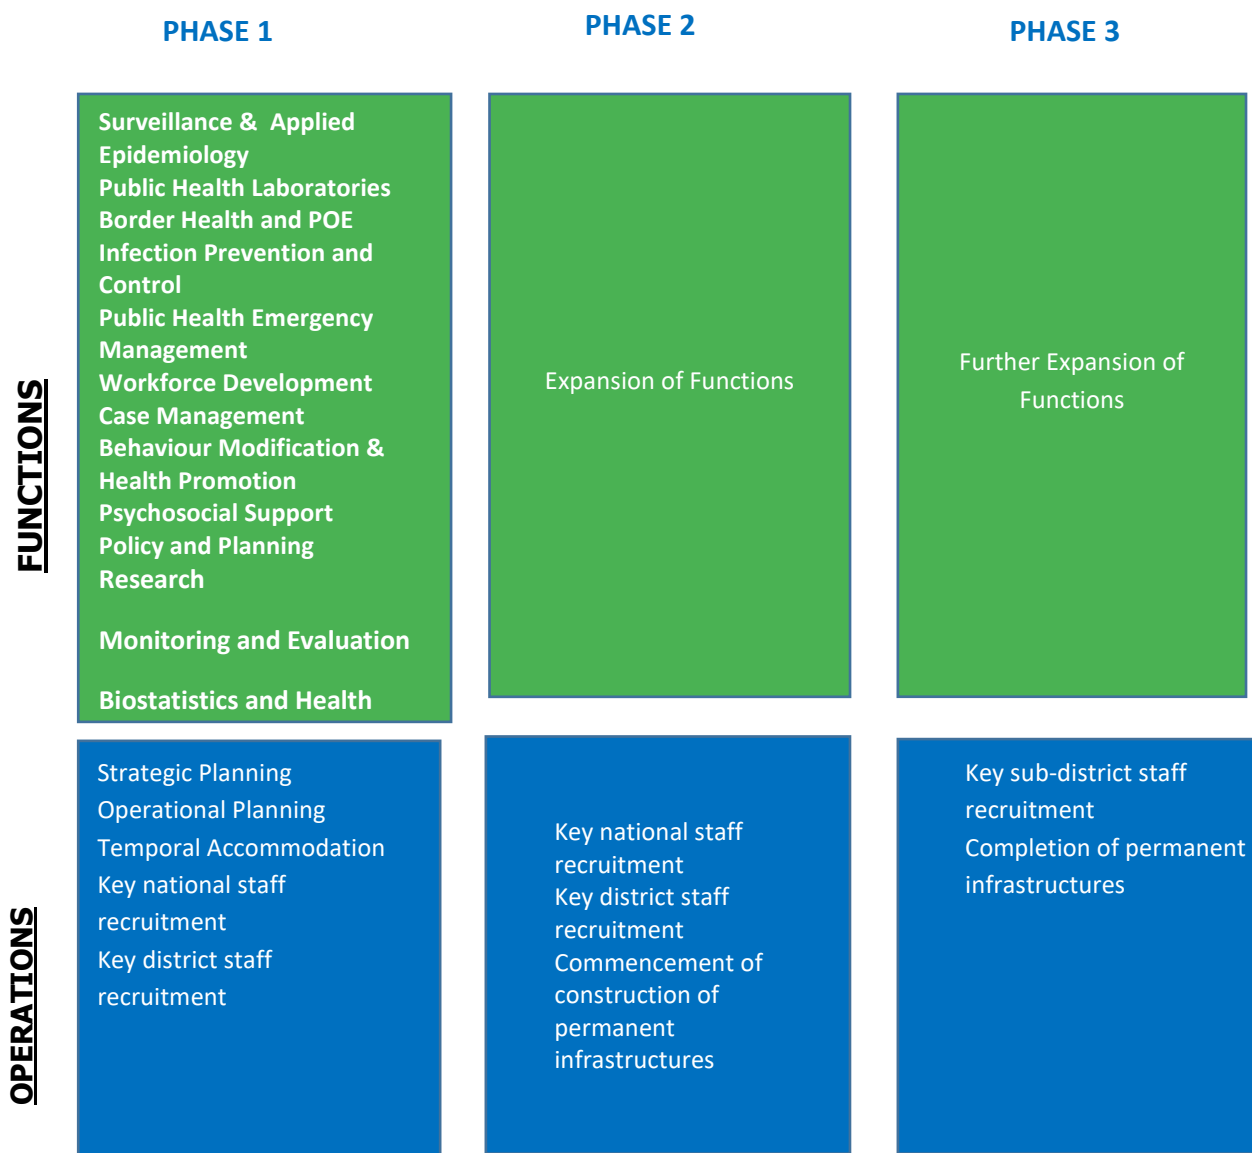 PHASE 1
PHASE 2
PHASE 3
FUNCTIONS
Surveillance &  Applied
Epidemiology
Public Health Laboratories
Border Health and POE
Infection Prevention and
Control
Public Health Emergency
Management
Workforce Development
Case Management
Behaviour Modification &
Health Promotion
Psychosocial Support
Policy and Planning
Research
Monitoring and Evaluation
Biostatistics and Health
Expansion of Functions
Further Expansion of
Functions
OPERATIONS
Strategic Planning
Operational Planning
Temporal Accommodation
Key national staff
recruitment
Key district staff
recruitment
Key national staff
recruitment
Key district staff
recruitment
Commencement of
construction of
permanent
infrastructures
Key sub-district staff
recruitment
Completion of permanent
infrastructures